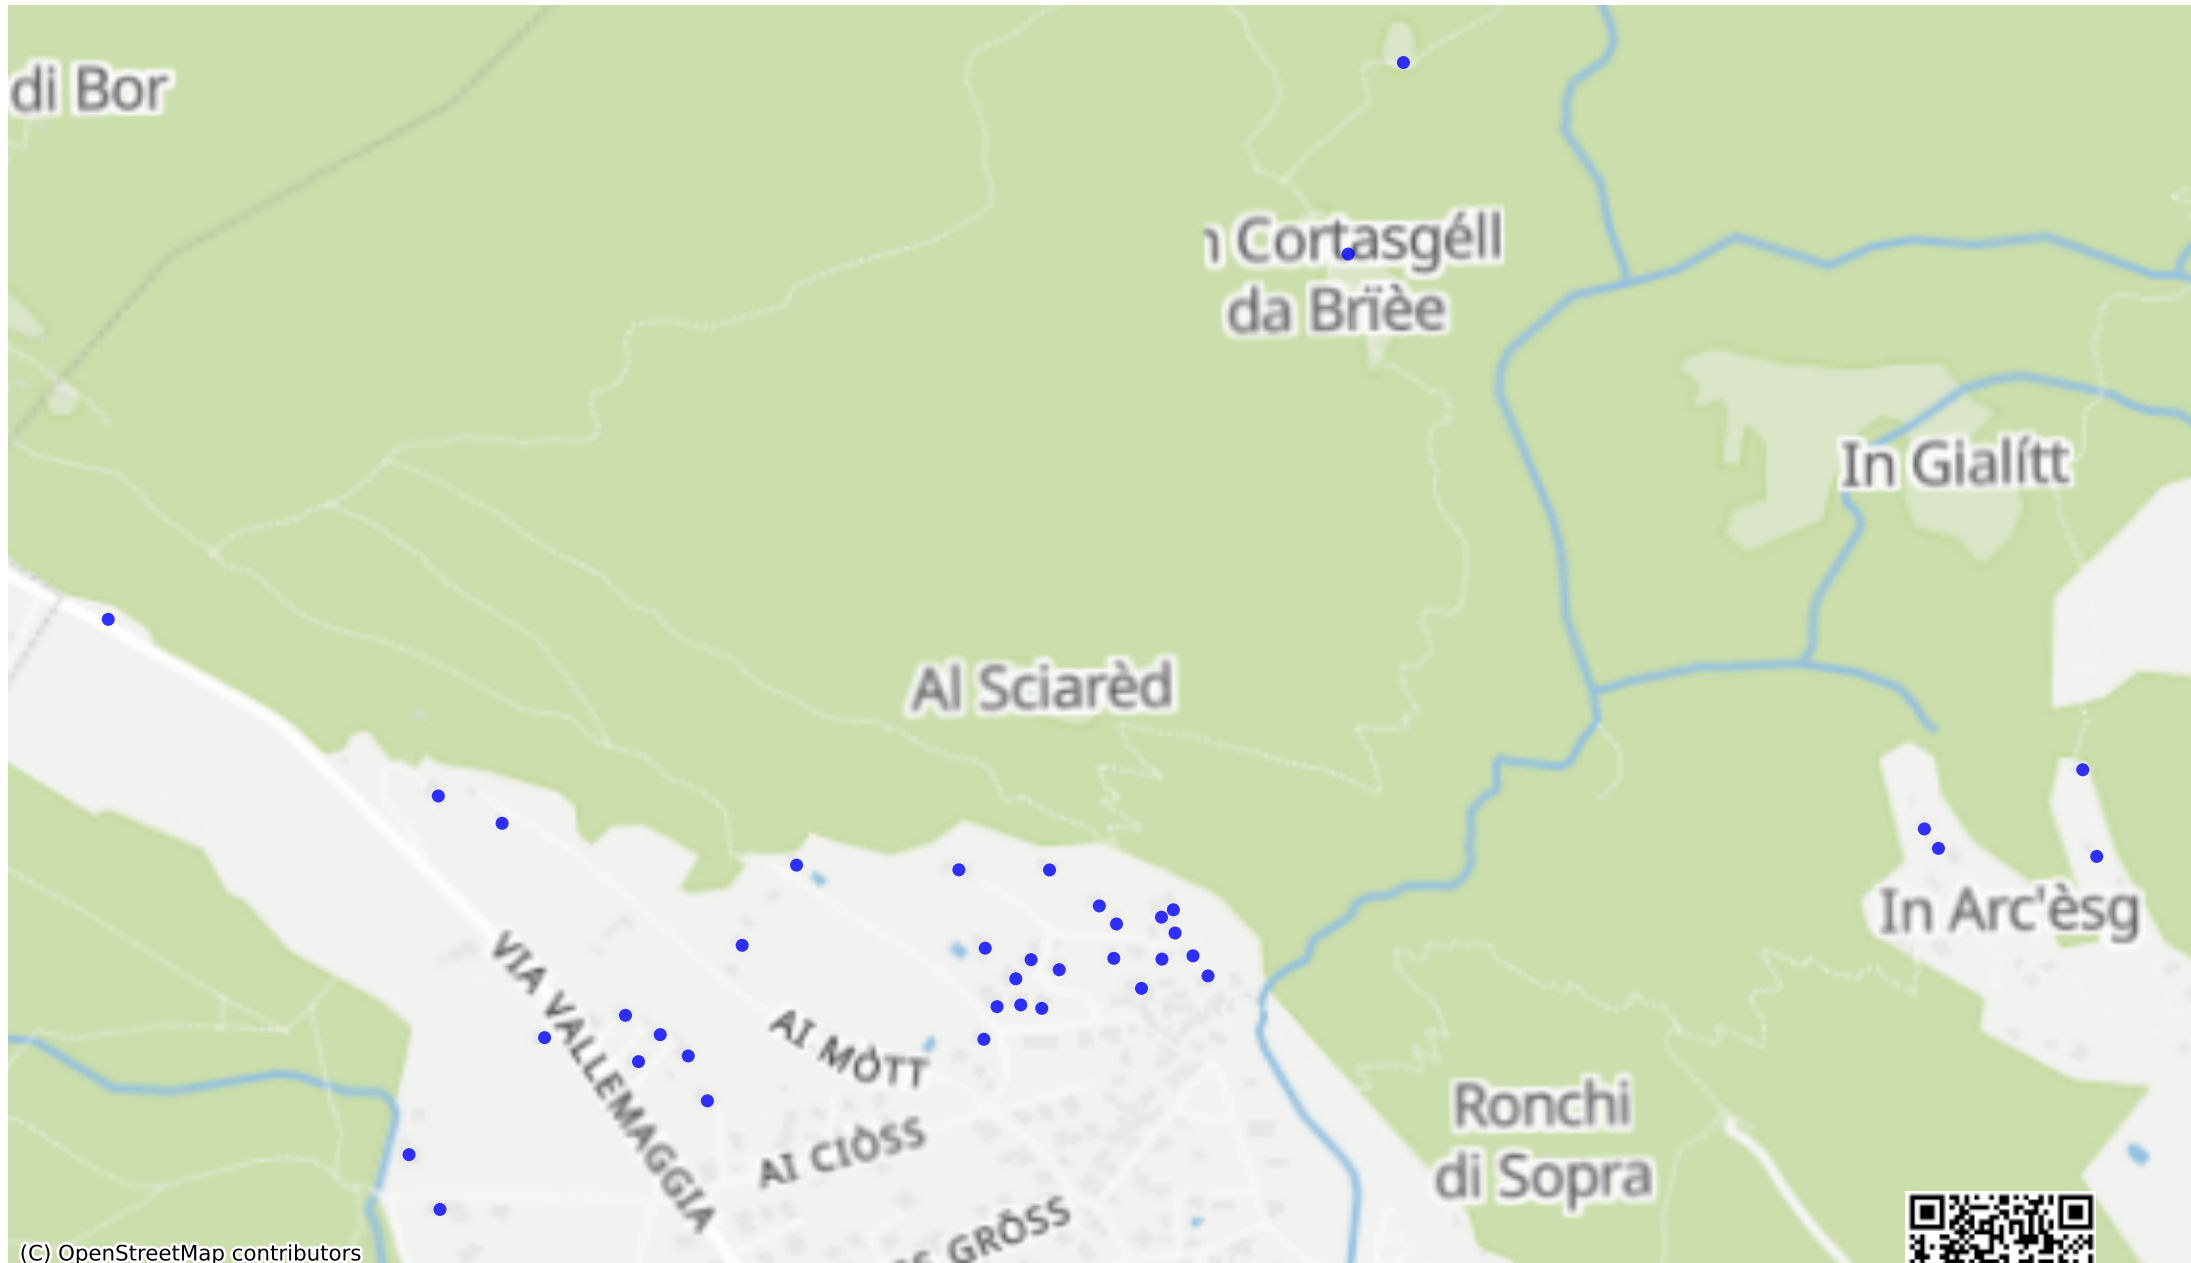 di Bor
n Cortasgéll
da Brïèe
In Gialítt
Al Sciarèd
In Arc'èsg
VIA VALLEMAGGIA
AI MÒTT
AI CIÒSS
Ronchi
di Sopra
SS GRÒSS
(C) OpenStreetMap contributors